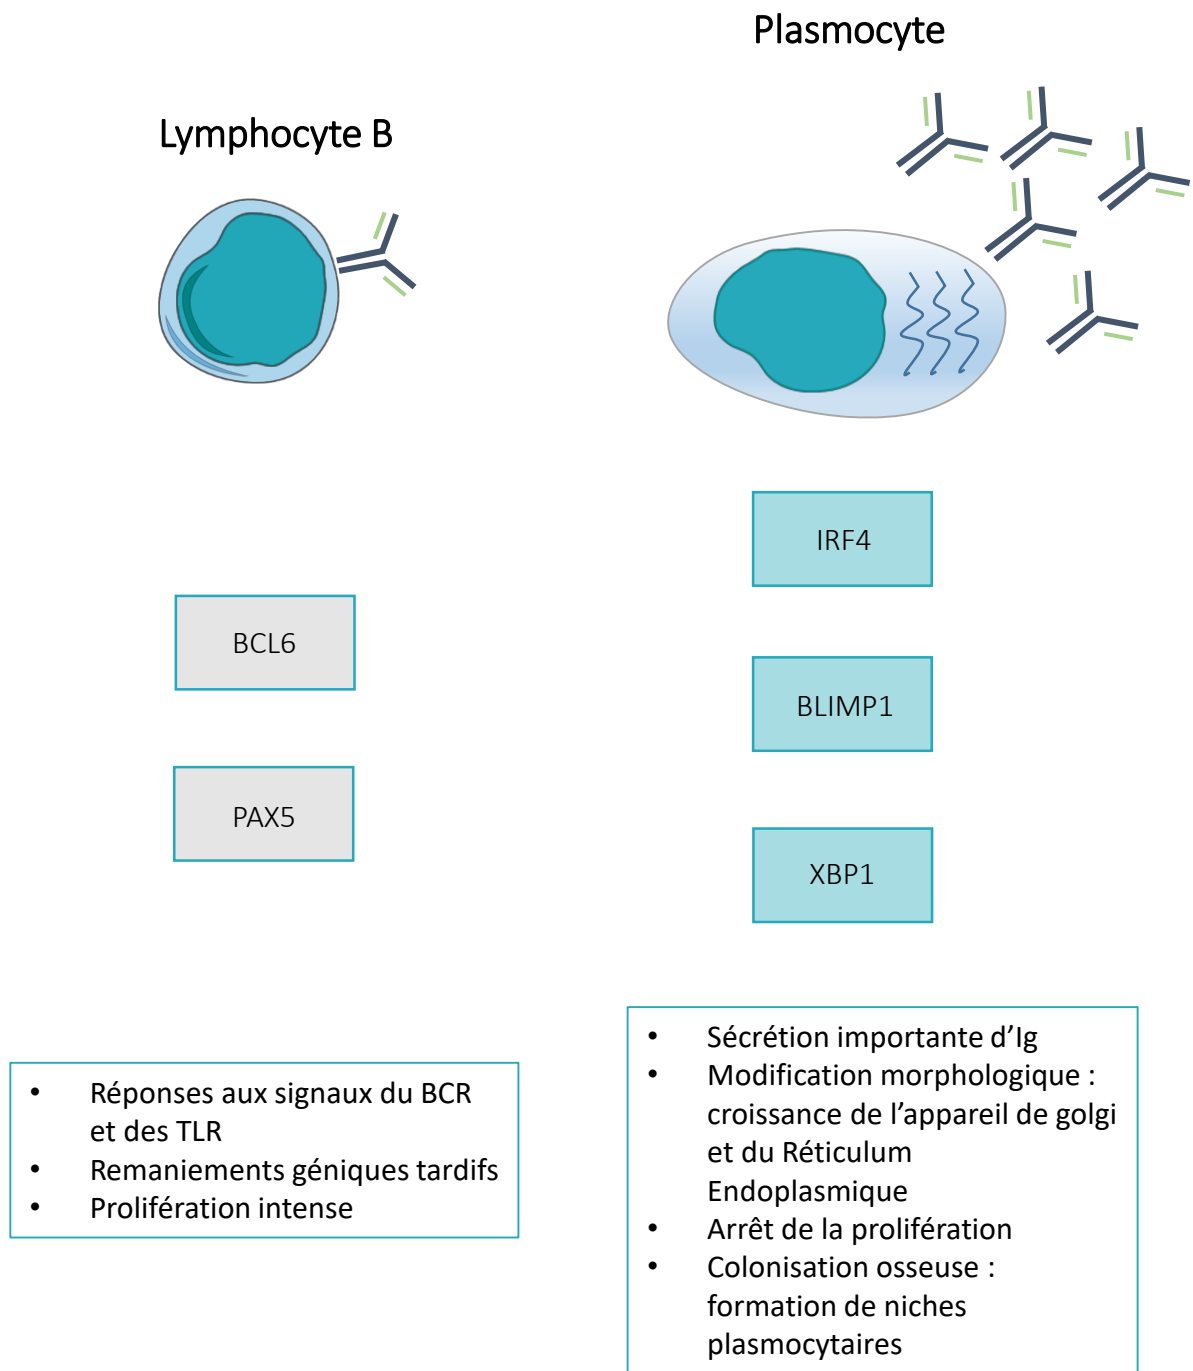 Plasmocyte
Lymphocyte B
IRF4
BCL6
BLIMP1
PAX5
XBP1
• Réponses aux signaux du BCR
et des TLR
• Remaniements géniques tardifs
• Prolifération intense
• Sécrétion importante d’Ig
• Modification morphologique :
croissance de l’appareil de golgi
et du Réticulum
Endoplasmique
• Arrêt de la prolifération
• Colonisation osseuse :
formation de niches
plasmocytaires